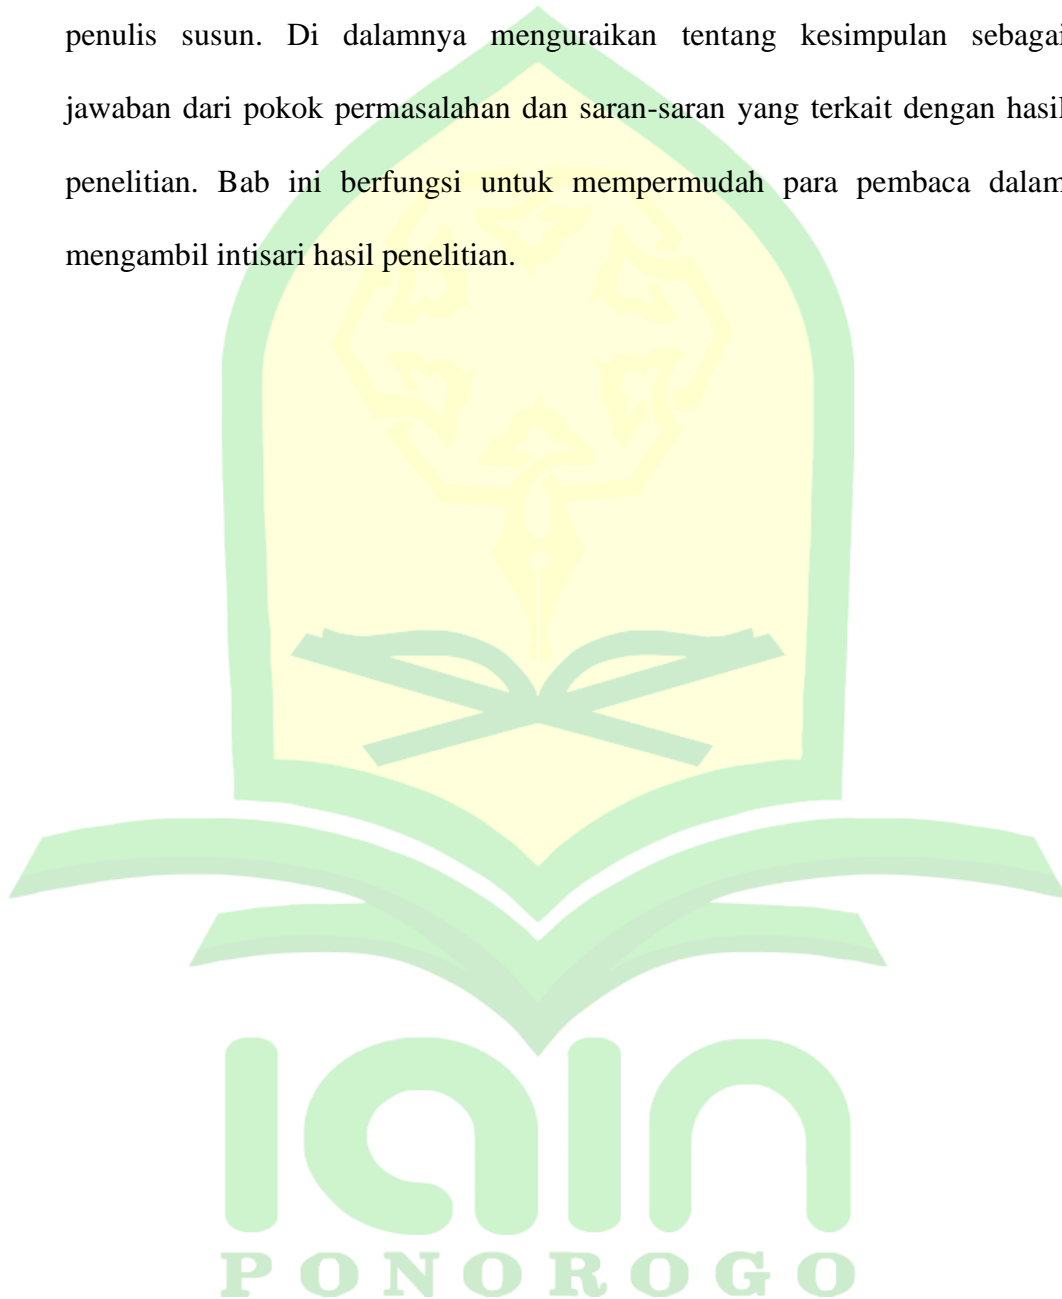 penulis susun. Di dalamnya menguraikan tentang kesimpulan sebagai
jawaban dari pokok permasalahan dan saran-saran yang terkait dengan hasil
penelitian. Bab ini berfungsi untuk mempermudah para pembaca dalam
mengambil intisari hasil penelitian.
iain
PONOROGO